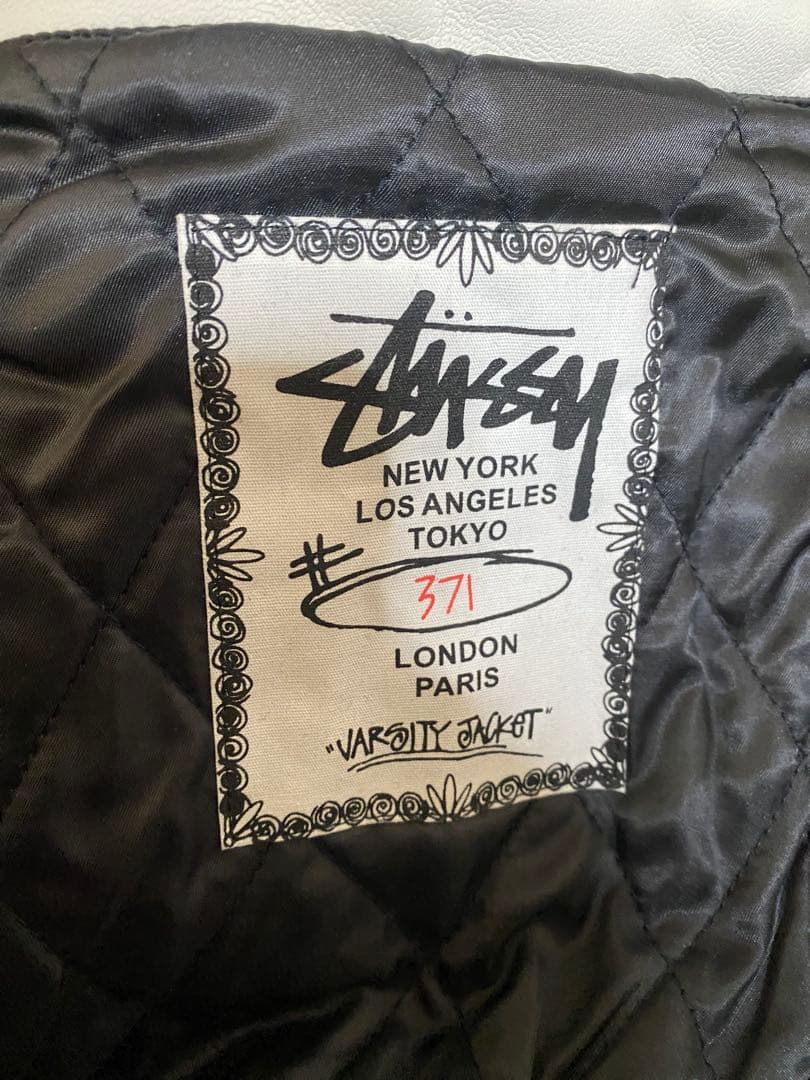 Stüssy
NEW YORK
LOS ANGELES
TOKYO
# 371
LONDON
PARIS
"VARSITY JACKET"